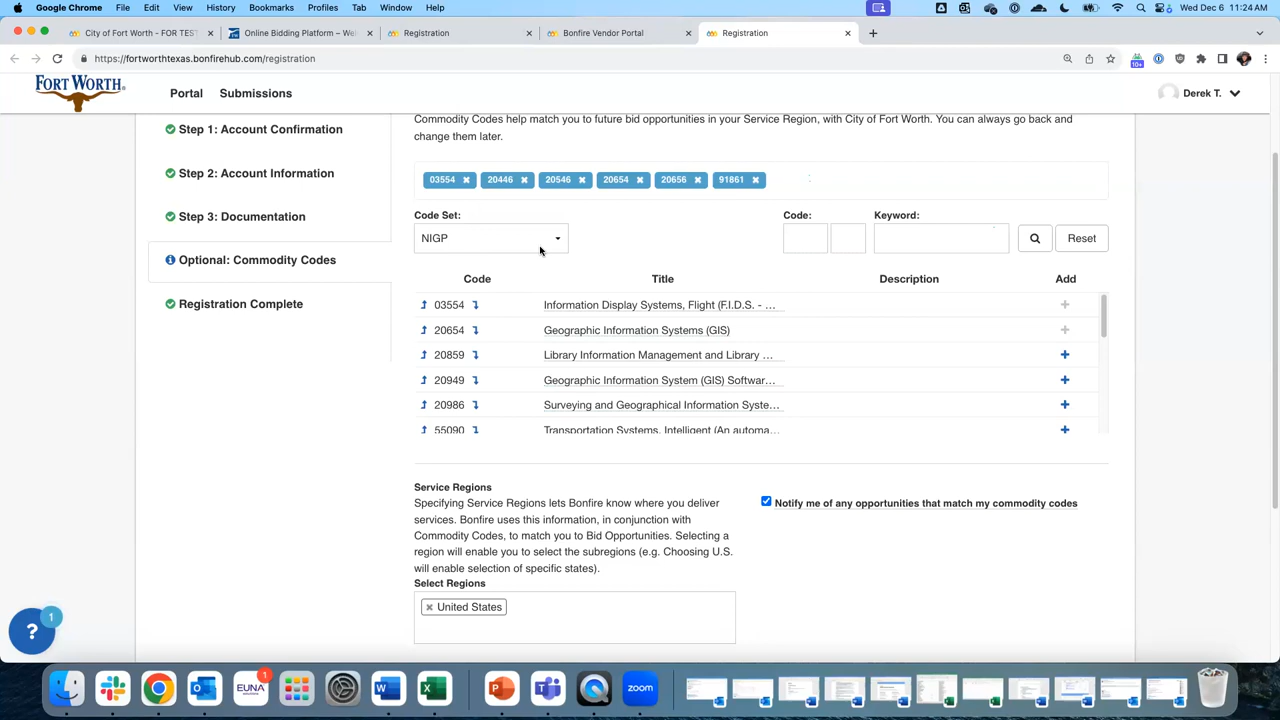 Google Chrome File Edit View History Bookmarks Profiles Tab Window Help Wed Dec 6 11:24 AM
City of Fort Worth - FOR TEST Online Bidding Platform – Wel Registration Bonfire Vendor Portal Registration
https://fortworthtexas.bonfirehub.com/registration
10+
FORT WORTH
Portal Submissions Derek T.
Commodity Codes help match you to future bid opportunities in your Service Region, with City of Fort Worth. You can always go back and
change them later.
Step 1: Account Confirmation
Step 2: Account Information
Step 3: Documentation
Optional: Commodity Codes
Registration Complete
03554 20446 20546 20654 20656 91861
Code Set: Code: Keyword:
NIGP Reset
Code Title Description Add
03554 Information Display Systems, Flight (F.I.D.S. - ...
20654 Geographic Information Systems (GIS)
20859 Library Information Management and Library ...
20949 Geographic Information System (GIS) Softwar...
20986 Surveying and Geographical Information Syste...
55090 Transportation Systems, Intelligent (An automa...
Service Regions
Specifying Service Regions lets Bonfire know where you deliver
services. Bonfire uses this information, in conjunction with
Commodity Codes, to match you to Bid Opportunities. Selecting a
region will enable you to select the subregions (e.g. Choosing U.S.
will enable selection of specific states).
Notify me of any opportunities that match my commodity codes
Select Regions
United States
? 1
EUNA 1 zoom